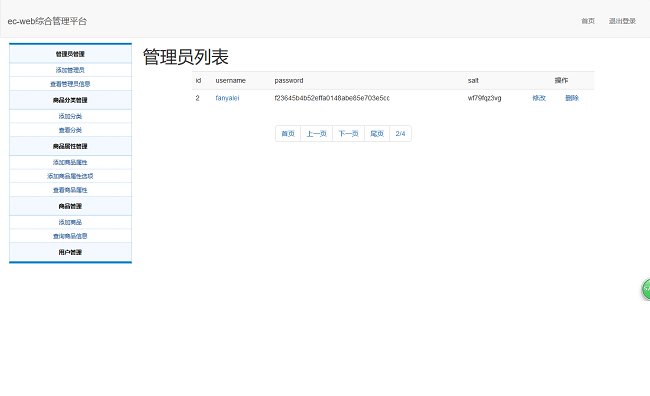 ec-web综合管理平台 首页 退出登录
管理员管理
添加管理员
查看管理员信息
商品分类管理
添加分类
查看分类
商品属性管理
添加商品属性
添加商品属性选项
查看商品属性
商品管理
添加商品
查询商品信息
用户管理
管理员列表
id username password salt 操作
2 fanyalei f23645b4b52effa0148abe85e703e5cc wf79fqz3vg 修改 删除
首页 上一页 下一页 尾页 2/4